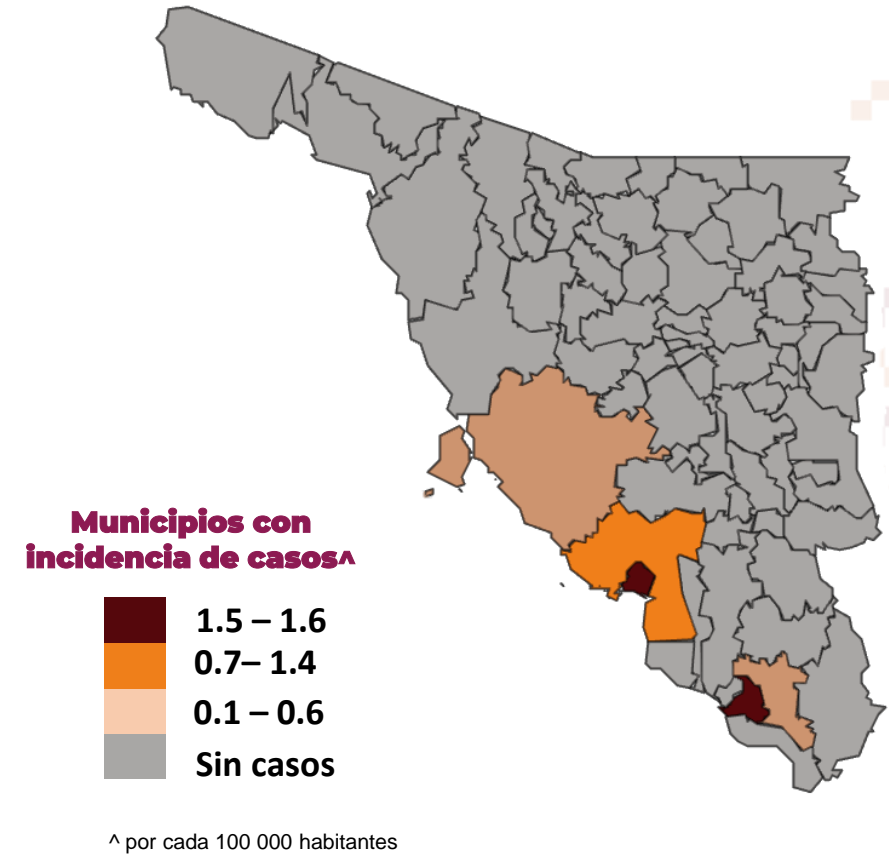 Municipios con
incidencia de casos^
1.5 – 1.6
0.7– 1.4
0.1 – 0.6
Sin casos
^ por cada 100 000 habitantes